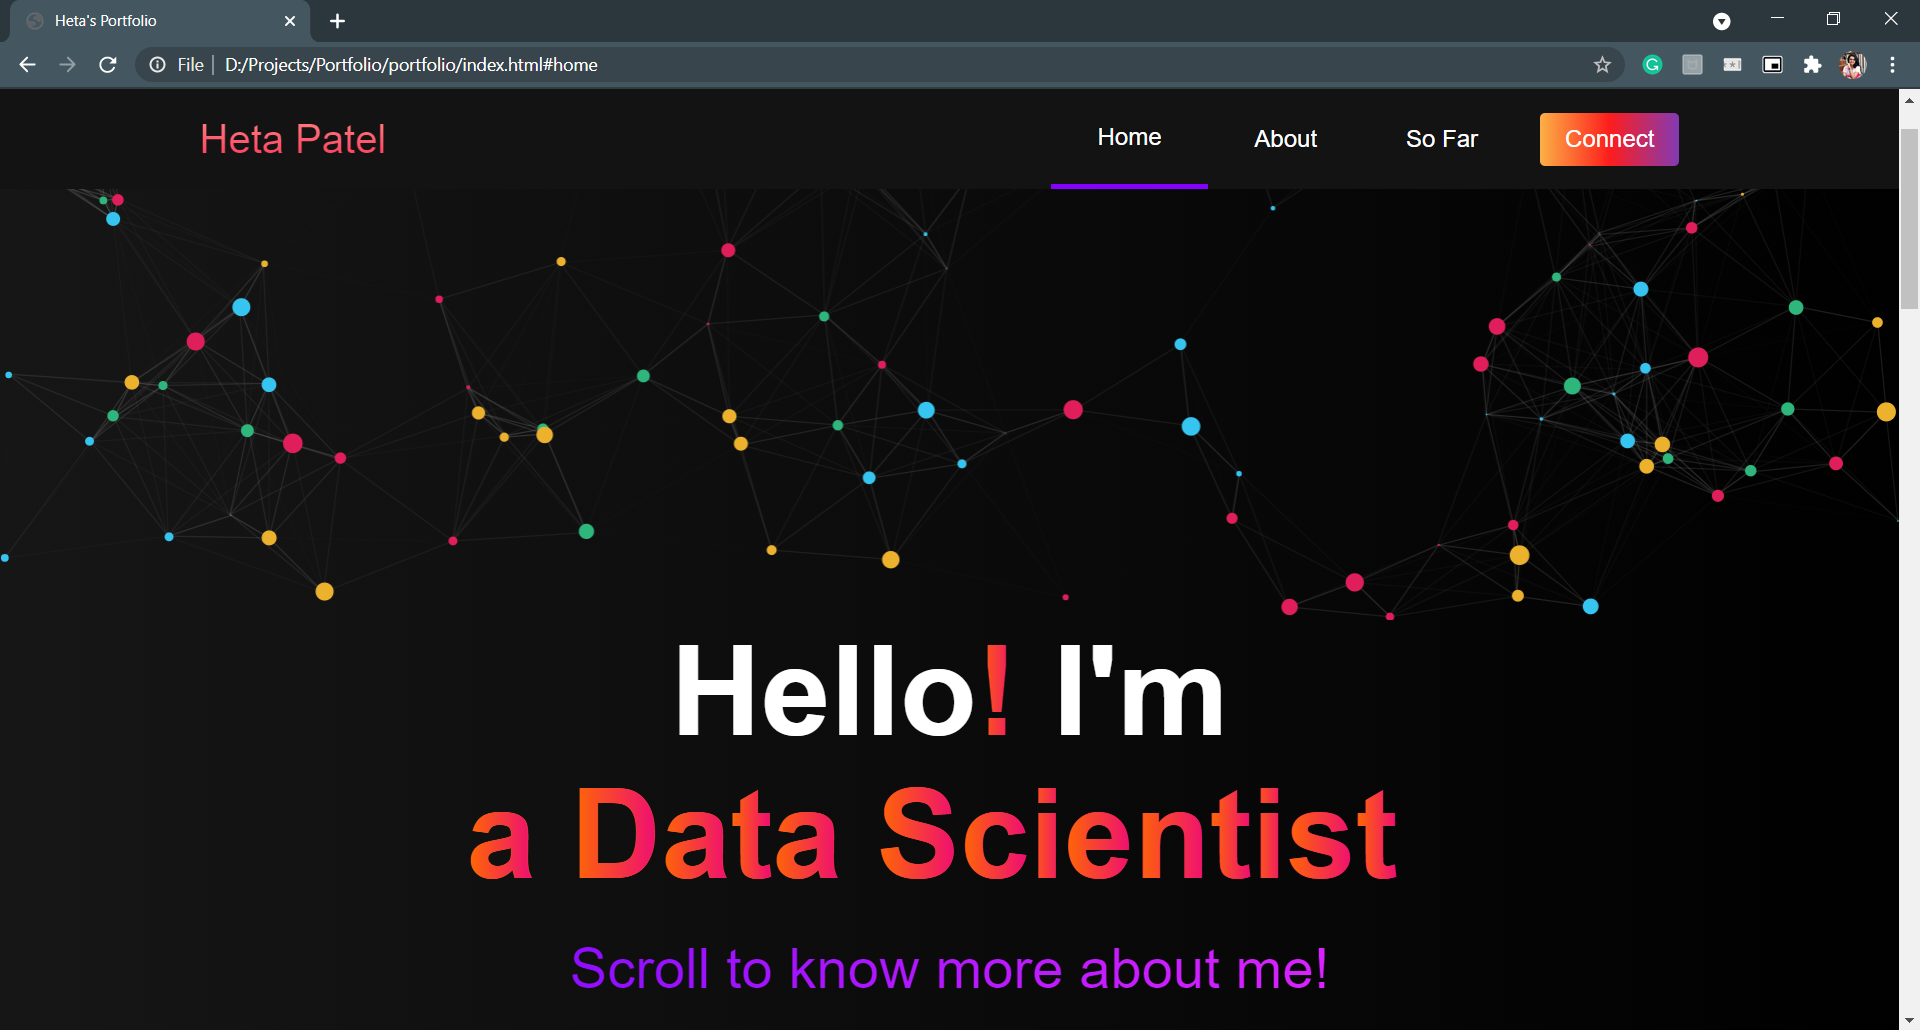 Heta's Portfolio
File
D:/Projects/Portfolio/portfolio/index.html#home
Heta Patel
Home
About
So Far
Connect
Hello! I'm
a Data Scientist
Scroll to know more about me!